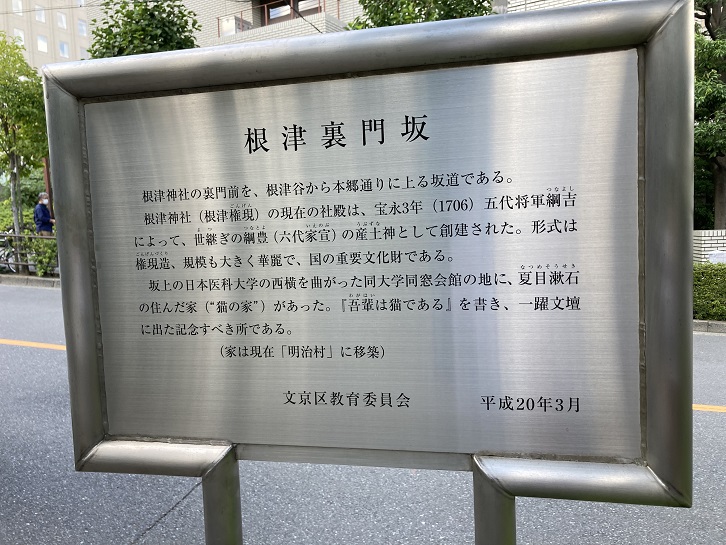 根津裏門坂
根津神社の裏門前を、根津谷から本郷通りに上る坂道である。
根津神社（根津権現）の現在の社殿は、宝永3年（1706）五代将軍綱吉
によって、世継ぎの綱豊（六代家宣）の産土神として創建された。形式は
権現造、規模も大きく華麗で、国の重要文化財である。
坂上の日本医科大学の西横を曲がった同大学同窓会館の地に、夏目漱石
の住んだ家（“猫の家”）があった。『吾輩は猫である』を書き、一躍文壇
に出た記念すべき所である。
（家は現在「明治村」に移築）
文京区教育委員会　平成20年3月